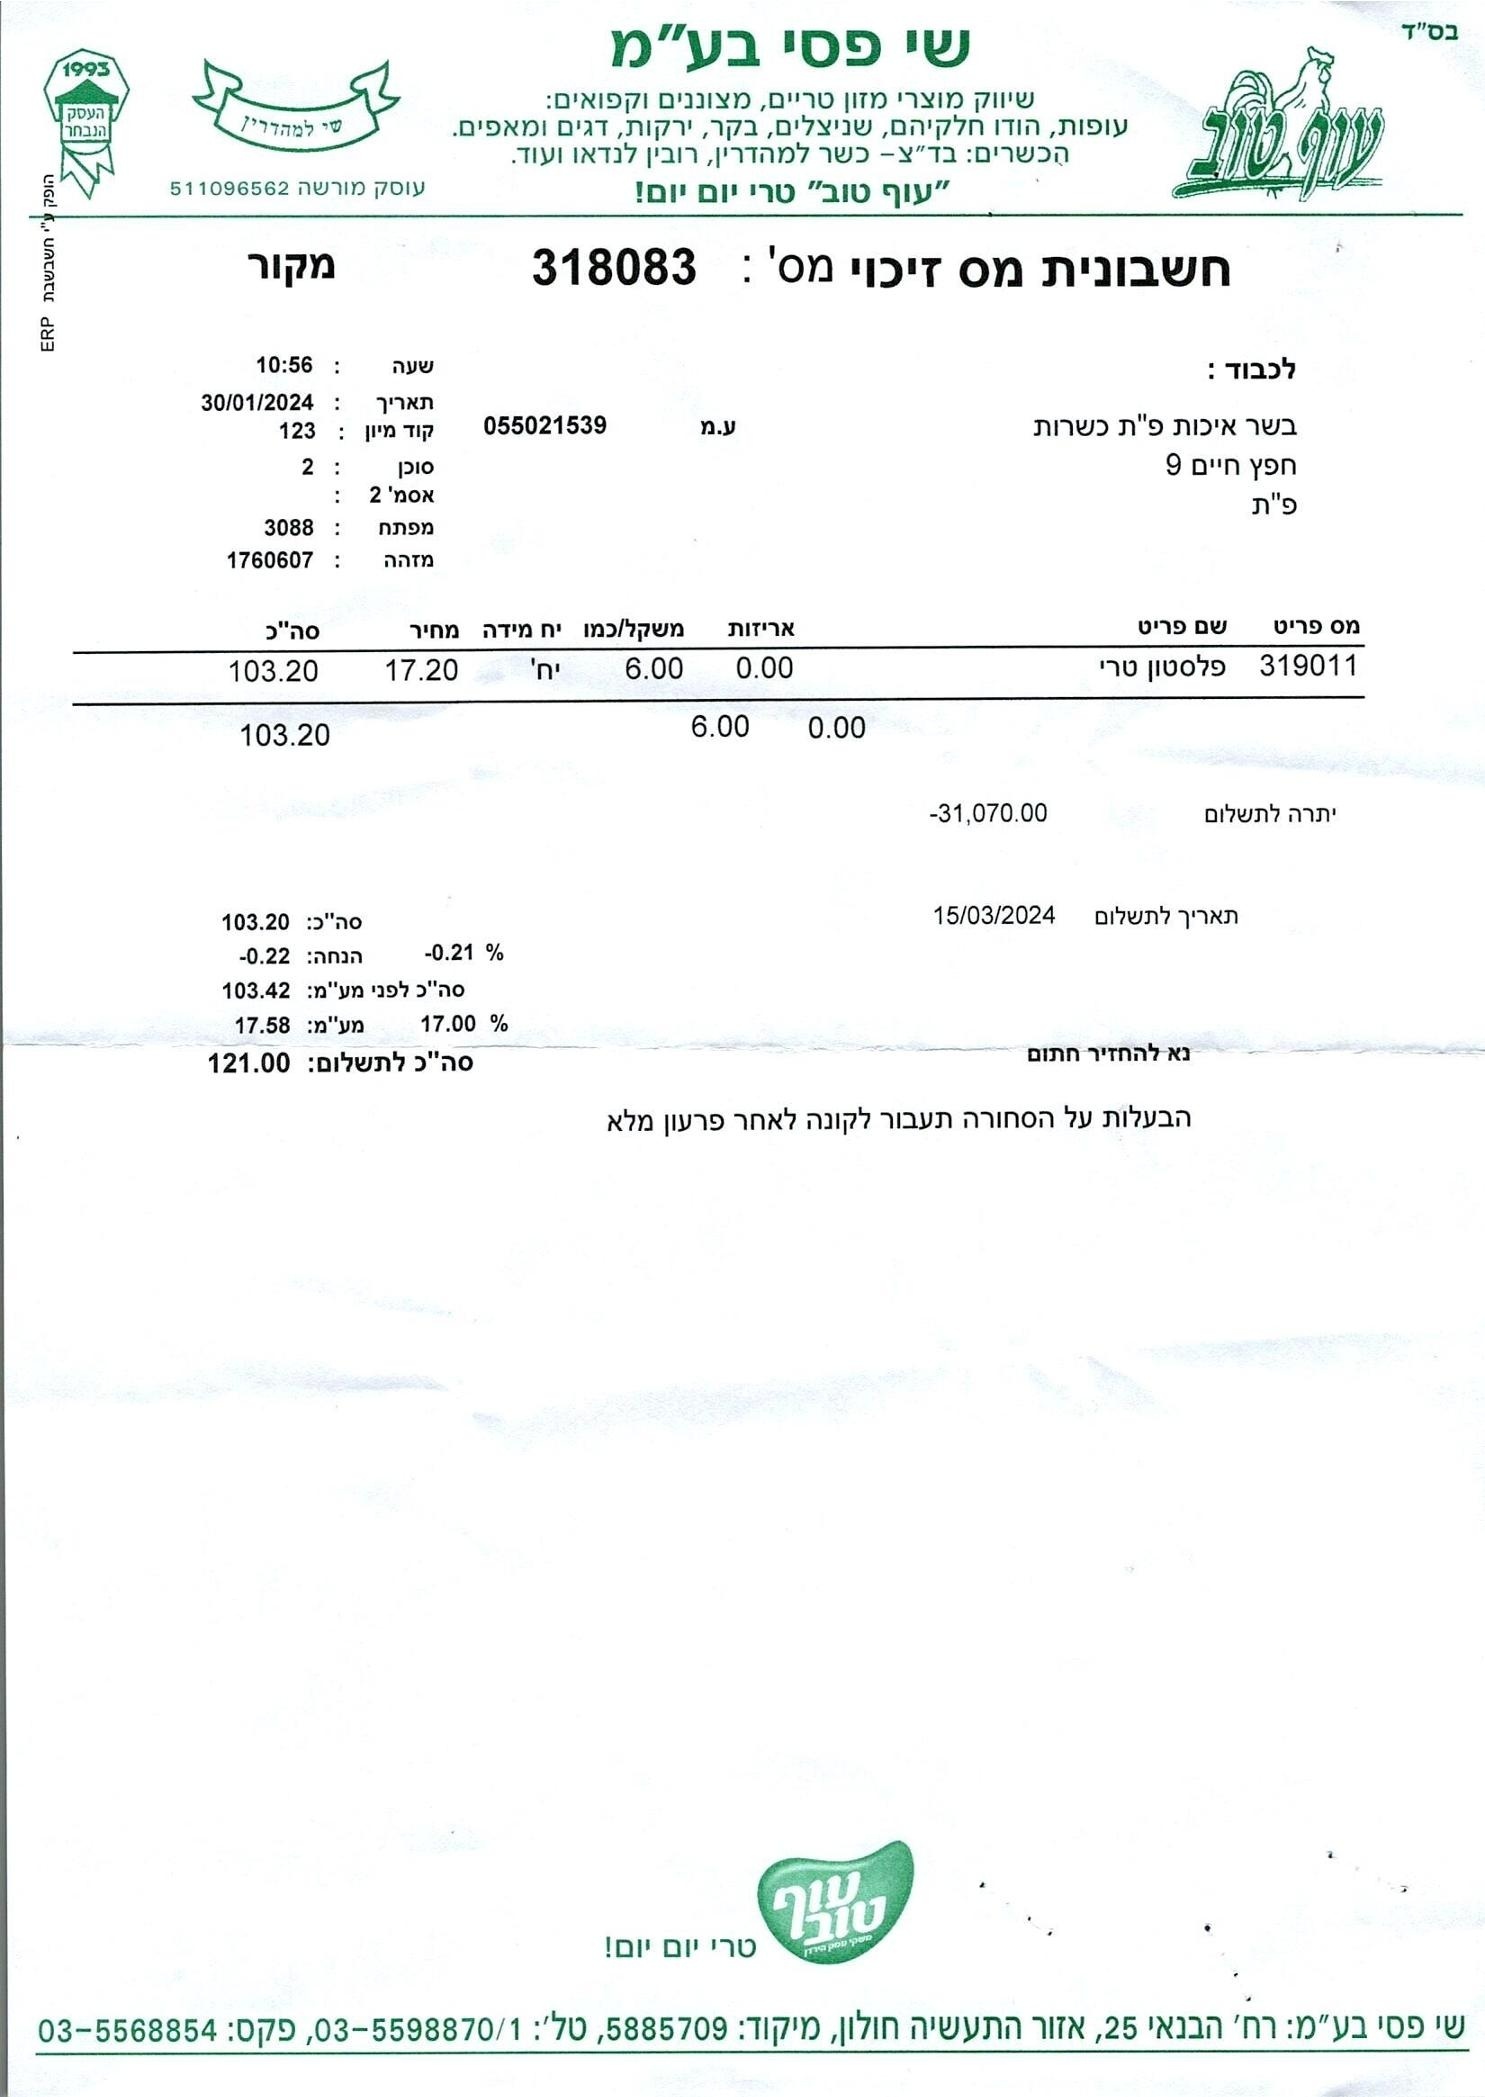 בס"ד
שי פסי בע"מ
שיווק מוצרי מזון טריים, מצוננים וקפואים:
עופות, הודו חלקיהם, שניצלים, בקר, ירקות, דגים ומאפים.
הכשרים: בד"צ – כשר למהדרין, רובין לנדאו ועוד.
"עוף טוב" טרי יום יום!
עוף טוב
שי למהדרין
עוסק מורשה 511096562
1993
העסק
הנבחר
הופק ע"י חשבשבת ERP
חשבונית מס זיכוי מס' : 318083 מקור
לכבוד :
בשר איכות פ"ת כשרות ע.מ 055021539
חפץ חיים 9
פ"ת
שעה : 10:56
תאריך : 30/01/2024
קוד מיון : 123
סוכן : 2
אסמ' 2 :
מפתח : 3088
מזהה : 1760607
מס פריט שם פריט אריזות משקל/כמו יח מידה מחיר סה"כ
319011 פלסטון טרי 0.00 6.00 יח' 17.20 103.20
0.00 6.00 103.20
יתרה לתשלום -31,070.00
תאריך לתשלום 15/03/2024
סה"כ: 103.20
% -0.21 הנחה: -0.22
סה"כ לפני מע"מ: 103.42
% 17.00 מע"מ: 17.58
סה"כ לתשלום: 121.00
נא להחזיר חתום
הבעלות על הסחורה תעבור לקונה לאחר פרעון מלא
עוף
טוב
משקי עמק הירדן
טרי יום יום!
שי פסי בע"מ: רח' הבנאי 25, אזור התעשיה חולון, מיקוד: 5885709, טל': 03-5598870/1, פקס: 03-5568854